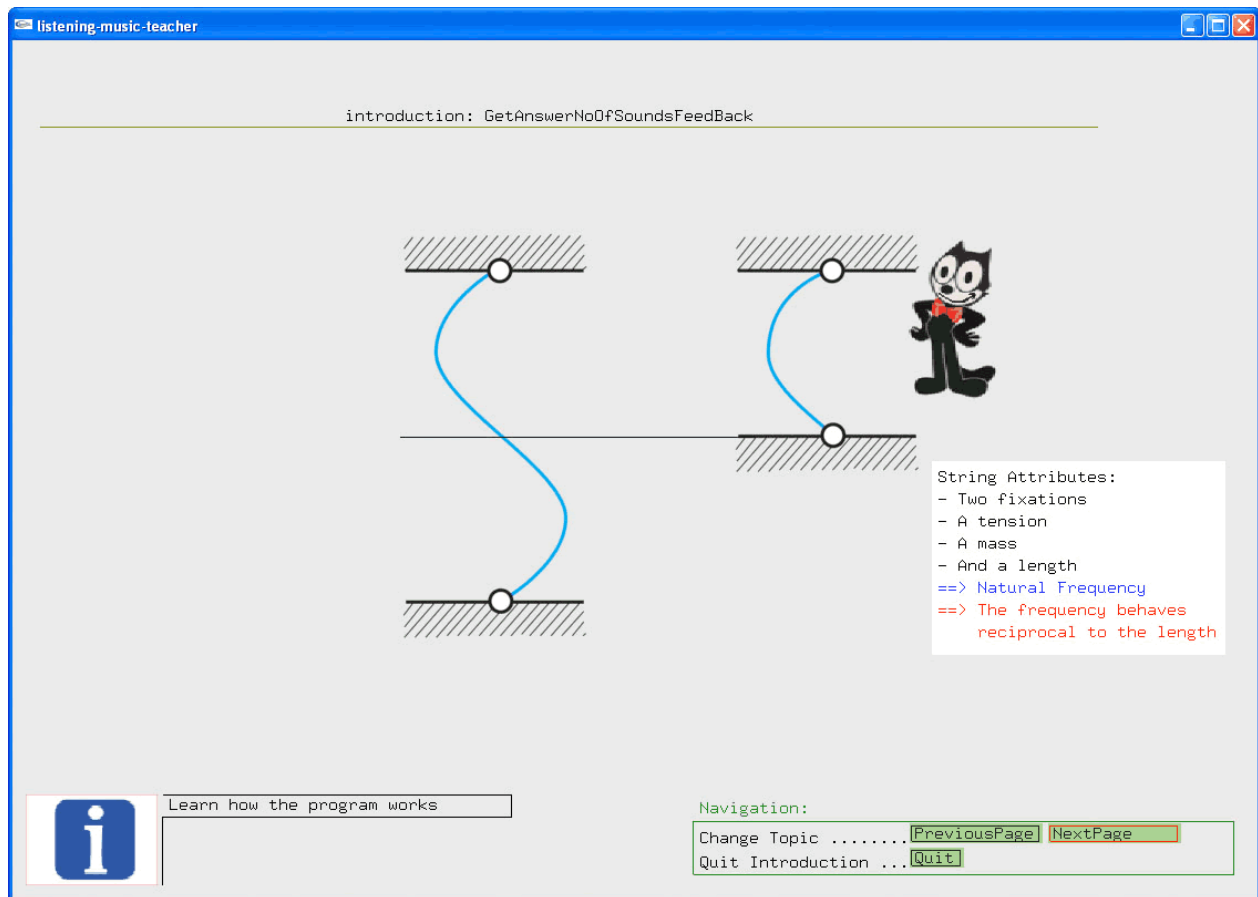 listening-music-teacher
introduction: GetAnswerNoOfSoundsFeedBack
String Attributes:
- Two fixations
- A tension
- A mass
- And a length
==> Natural Frequency
==> The frequency behaves
reciprocal to the length
i
Learn how the program works
Navigation:
Change Topic ........PreviousPage NextPage
Quit Introduction ...Quit